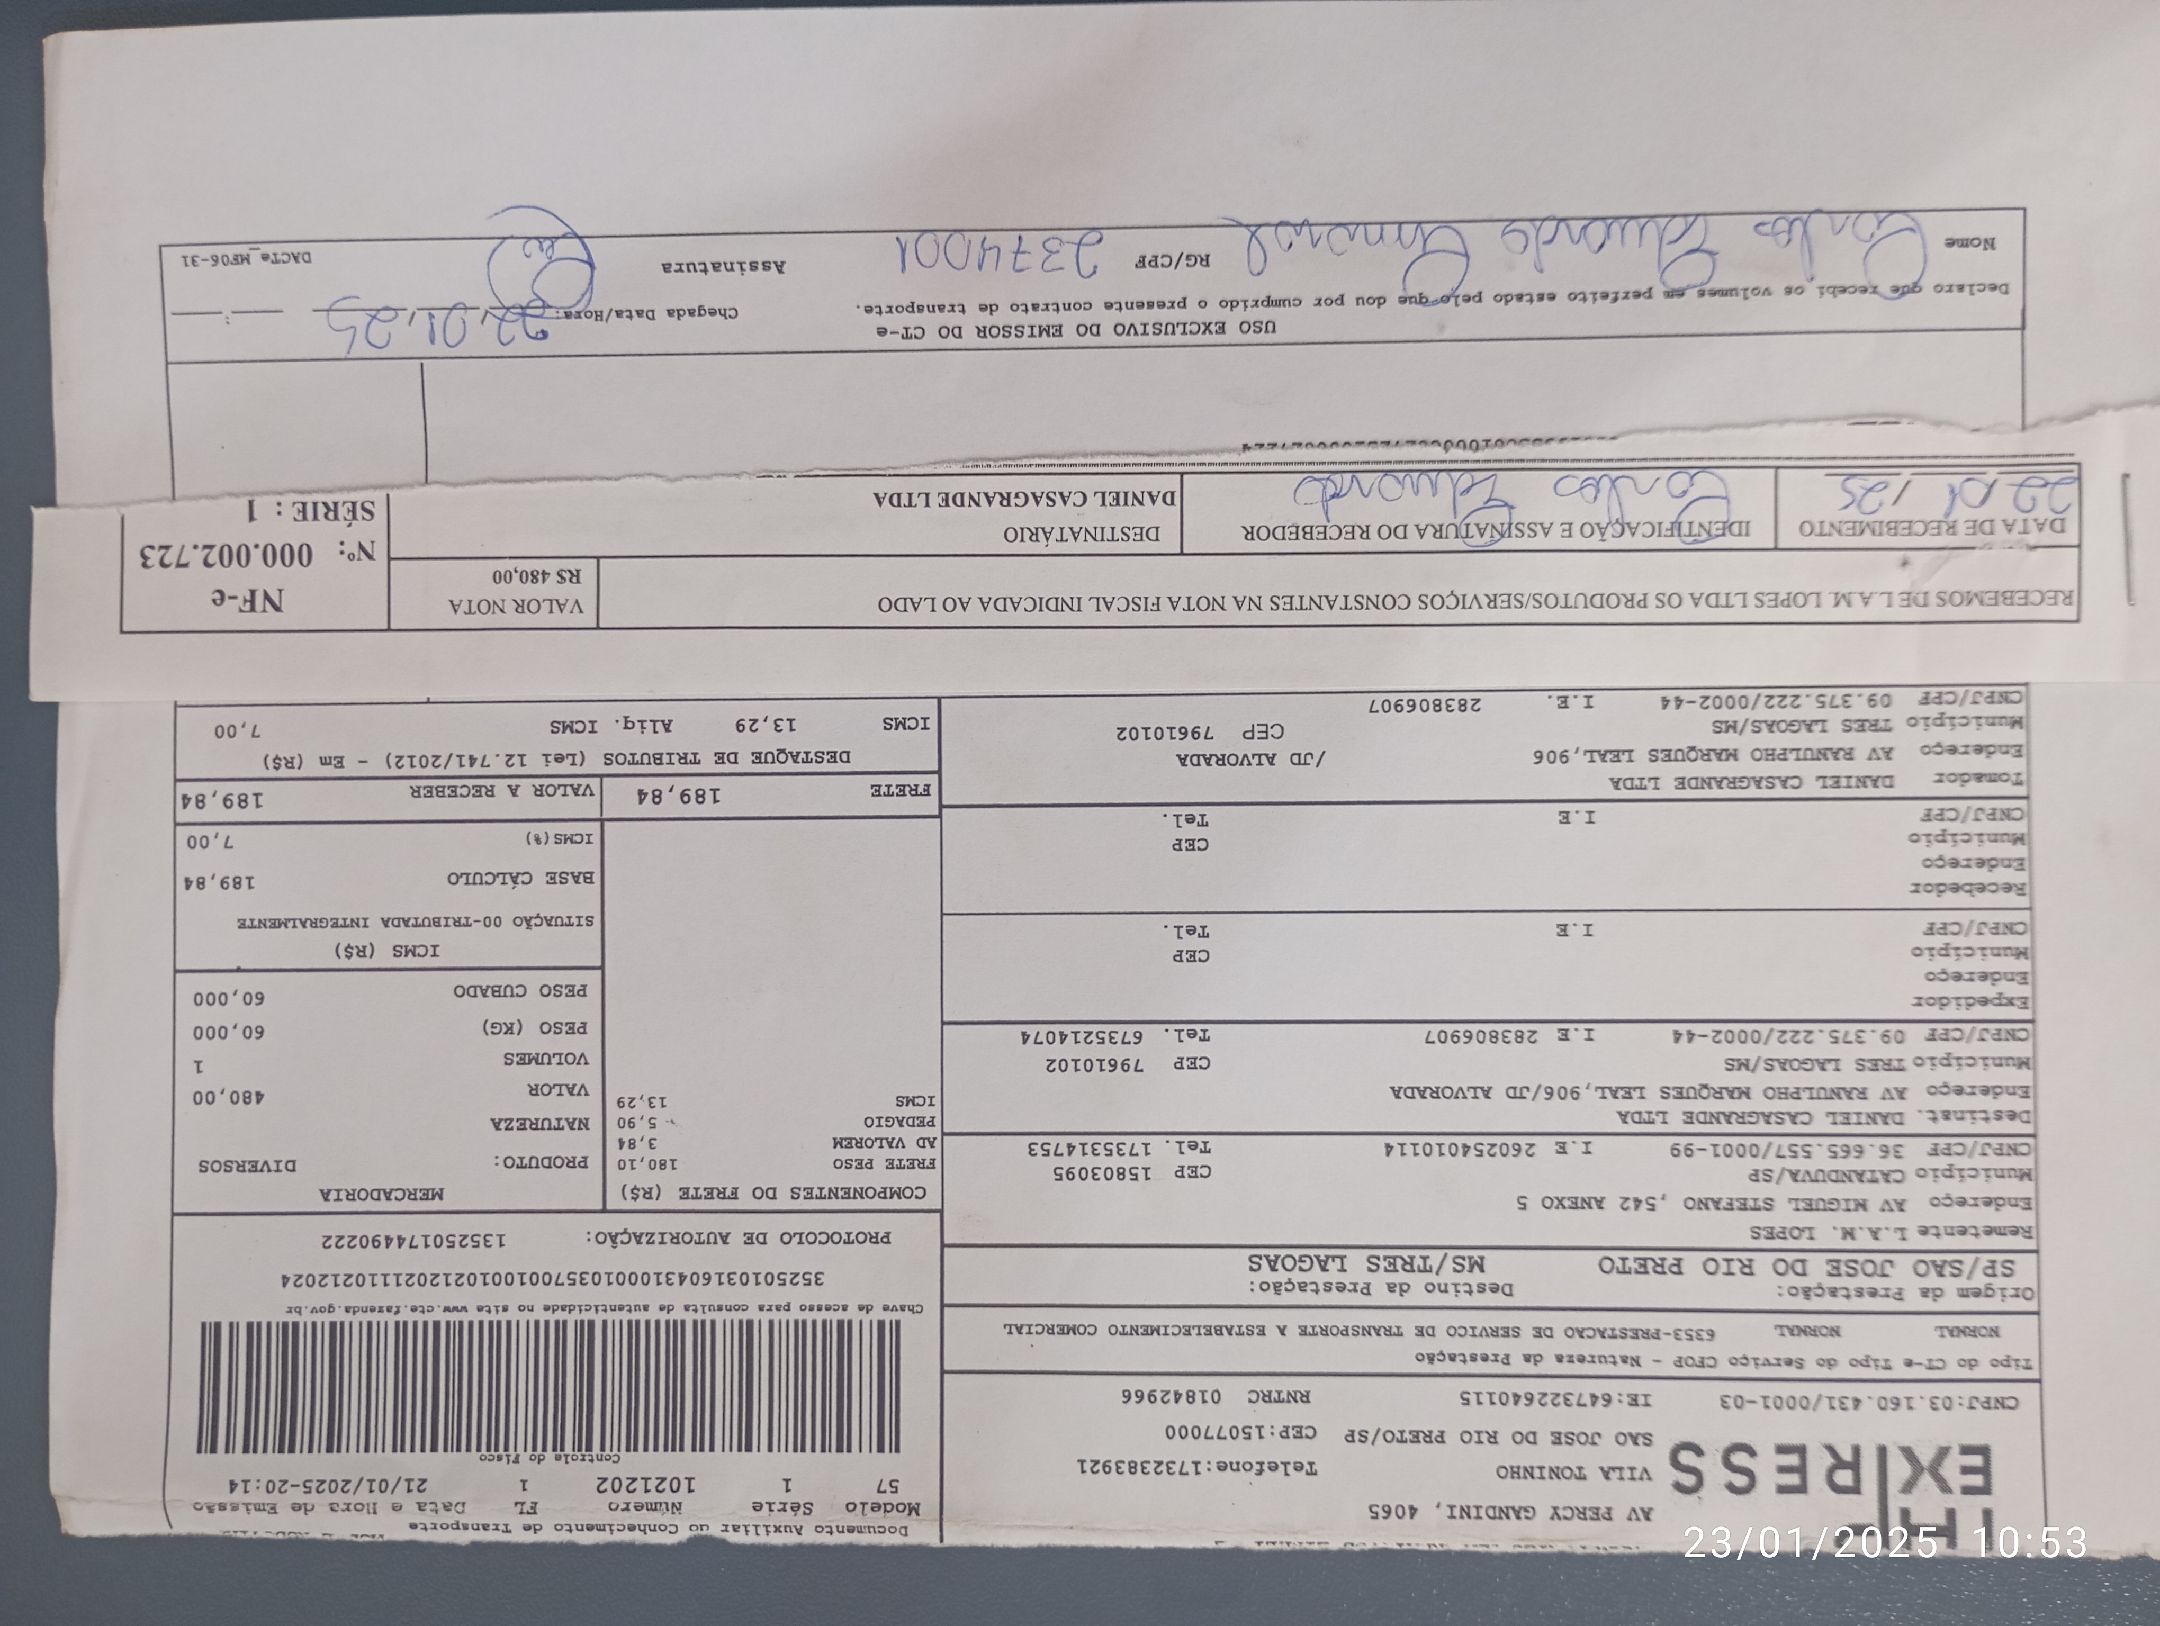 Documento Auxiliar do Conhecimento de Transporte
THP
EXPRESS
AV PERCY GANDINI, 4065
VILA TONINHO Telefone:1732383921
SAO JOSE DO RIO PRETO/SP CEP:15077000
CNPJ:03.160.431/0001-03 IE:647322640115 RNTRC 01842966
Modelo Série Número FL Data e Hora de Emissão
57 1 1021202 1 21/01/2025-20:14
Controle do Fisco
Chave de acesso para consulta de autenticidade no site www.cte.fazenda.gov.br
35250103160431000103570010010212021110212024
PROTOCOLO DE AUTORIZAÇÃO: 135250174490222
Tipo do CT-e Tipo do Serviço CFOP - Natureza da Prestação
NORMAL NORMAL 6353-PRESTACAO DE SERVICO DE TRANSPORTE A ESTABELECIMENTO COMERCIAL
Origem da Prestação: Destino da Prestação:
SP/SAO JOSE DO RIO PRETO MS/TRES LAGOAS
Remetente L.A.M. LOPES
Endereço AV MIGUEL STEFANO ,542 ANEXO 5
Município CATANDUVA/SP CEP 15803095
CNPJ/CPF 36.665.557/0001-99 I.E 260254010114 Tel. 1735314753
Destinat. DANIEL CASAGRANDE LTDA
Endereço AV RANULPHO MARQUES LEAL,906/JD ALVORADA
Município TRES LAGOAS/MS CEP 79610102
CNPJ/CPF 09.375.222/0002-44 I.E 283806907 Tel. 6735214074
Expedidor
Endereço
Município CEP
CNPJ/CPF I.E Tel.
Recebedor
Endereço
Município CEP
CNPJ/CPF I.E Tel.
Tomador DANIEL CASAGRANDE LTDA
Endereço AV RANULPHO MARQUES LEAL,906 /JD ALVORADA
Município TRES LAGOAS/MS CEP 79610102
CNPJ/CPF 09.375.222/0002-44 I.E. 283806907
COMPONENTES DO FRETE (R$)
FRETE PESO 180,10
AD VALOREM 3,84
PEDAGIO 5,90
ICMS 13,29
MERCADORIA
PRODUTO: DIVERSOS
NATUREZA
VALOR 480,00
VOLUMES 1
PESO (KG) 60,000
PESO CUBADO 60,000
ICMS (R$)
SITUAÇÃO 00-TRIBUTADA INTEGRALMENTE
BASE CÁLCULO 189,84
ICMS(%) 7,00
FRETE 189,84 VALOR A RECEBER 189,84
DESTAQUE DE TRIBUTOS (Lei 12.741/2012) - Em (R$)
ICMS 13,29 Aliq. ICMS 7,00
RECEBEMOS DE L A M LOPES LTDA OS PRODUTOS/SERVIÇOS CONSTANTES NA NOTA FISCAL INDICADA AO LADO
VALOR NOTA
R$ 480,00
NF-e
Nº: 000.002.723
SÉRIE : 1
DATA DE RECEBIMENTO
22/01/25
IDENTIFICAÇÃO E ASSINATURA DO RECEBEDOR
Carlos Eduardo
DESTINATÁRIO
DANIEL CASAGRANDE LTDA
USO EXCLUSIVO DO EMISSOR DO CT-e
Declaro que recebi os volumes em perfeito estado pelo que dou por cumprido o presente contrato de transporte. Chegada Data/Hora: 22,01,25 :
Nome Carlos Eduardo Amaral RG/CPF 2374001 Assinatura
DACTe MF06-31
23/01/2025 10:53